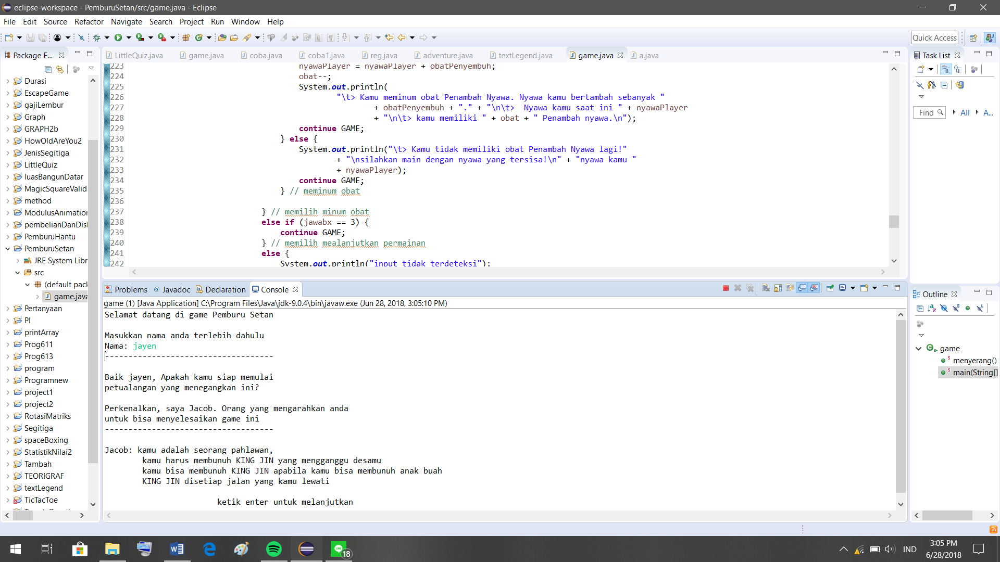 eclipse-workspace - PemburuSetan/src/game.java - Eclipse
File Edit Source Refactor Navigate Search Project Run Window Help
Quick Access
Package E...
Durasi
EscapeGame
gajiLembur
Graph
GRAPH2b
HowOldAreYou2
JenisSegitiga
LittleQuiz
luasBangunDatar
MagicSquareValid
method
ModulusAnimation
pembelianDanDisl
PemburuHantu
PemburuSetan
JRE System Libr
src
(default pack
game.java
Pertanyaan
PI
printArray
Prog611
Prog613
program
Programnew
project1
project2
RotasiMatriks
Segitiga
spaceBoxing
StatistikNilai2
Tambah
TEORIGRAF
textLegend
TicTacToe
LittleQuiz.java game.java coba.java coba1.java reg.java adventure.java textLegend.java game.java a.java
223 nyawaPlayer = nyawaPlayer + obatPenyembuh;
224 obat--;
225 System.out.println(
226 "\t> Kamu meminum obat Penambah Nyawa. Nyawa kamu bertambah sebanyak "
227 + obatPenyembuh + "." + "\n\t>  Nyawa kamu saat ini " + nyawaPlayer
228 + "\n\t> kamu memiliki " + obat + " Penambah nyawa.\n");
229 continue GAME;
230 } else {
231 System.out.println("\t> Kamu tidak memiliki obat Penambah Nyawa lagi!"
232 + "\nsilahkan main dengan nyawa yang tersisa!\n" + "nyawa kamu "
233 + nyawaPlayer);
234 continue GAME;
235 } // meminum obat
236
237 } // memilih minum obat
238 else if (jawabx == 3) {
239 continue GAME;
240 } // memilih mealanjutkan permainan
241 else {
242 System.out.println("input tidak terdeteksi");
Problems Javadoc Declaration Console
game (1) [Java Application] C:\Program Files\Java\jdk-9.0.4\bin\javaw.exe (Jun 28, 2018, 3:05:10 PM)
Selamat datang di game Pemburu Setan
Masukkan nama anda terlebih dahulu
Nama: jayen
------------------------------------
Baik jayen, Apakah kamu siap memulai
petualangan yang menegangkan ini?
Perkenalkan, saya Jacob. Orang yang mengarahkan anda
untuk bisa menyelesaikan game ini
------------------------------------
Jacob: kamu adalah seorang pahlawan,
kamu harus membunuh KING JIN yang mengganggu desamu
kamu bisa membunuh KING JIN apabila kamu bisa membunuh anak buah
KING JIN disetiap jalan yang kamu lewati
ketik enter untuk melanjutkan
Task List
Find All A...
Outline
game
menyerang()
main(String[]
18
IND
3:05 PM
6/28/2018